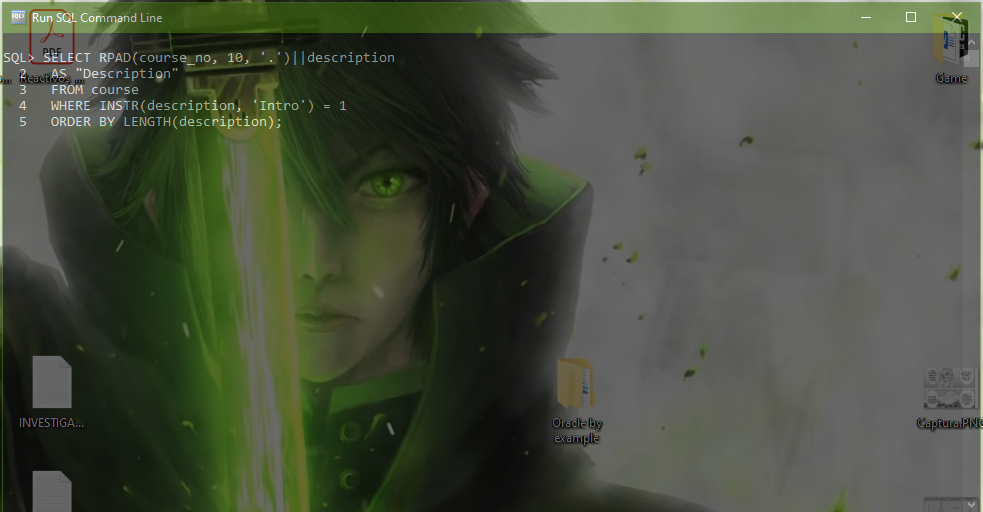 Run SQL Command Line
PDF
Reactivos ...
Game
SQL> SELECT RPAD(course_no, 10, '.')||description
2 AS "Description"
3 FROM course
4 WHERE INSTR(description, 'Intro') = 1
5 ORDER BY LENGTH(description);
INVESTIGA...
Oracle by
example
Captura.PNG